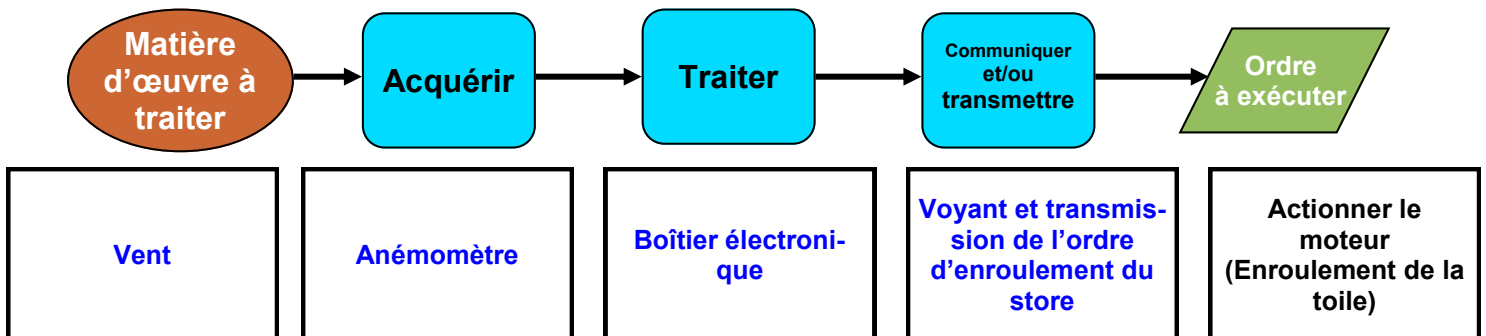 Matière
d'œuvre à
traiter
Acquérir
Traiter
Communiquer
et/ou
transmettre
Ordre
à exécuter
Vent
Anémomètre
Boîtier électroni-
que
Voyant et transmis-
sion de l'ordre
d'enroulement du
store
Actionner le
moteur
(Enroulement de la
toile)